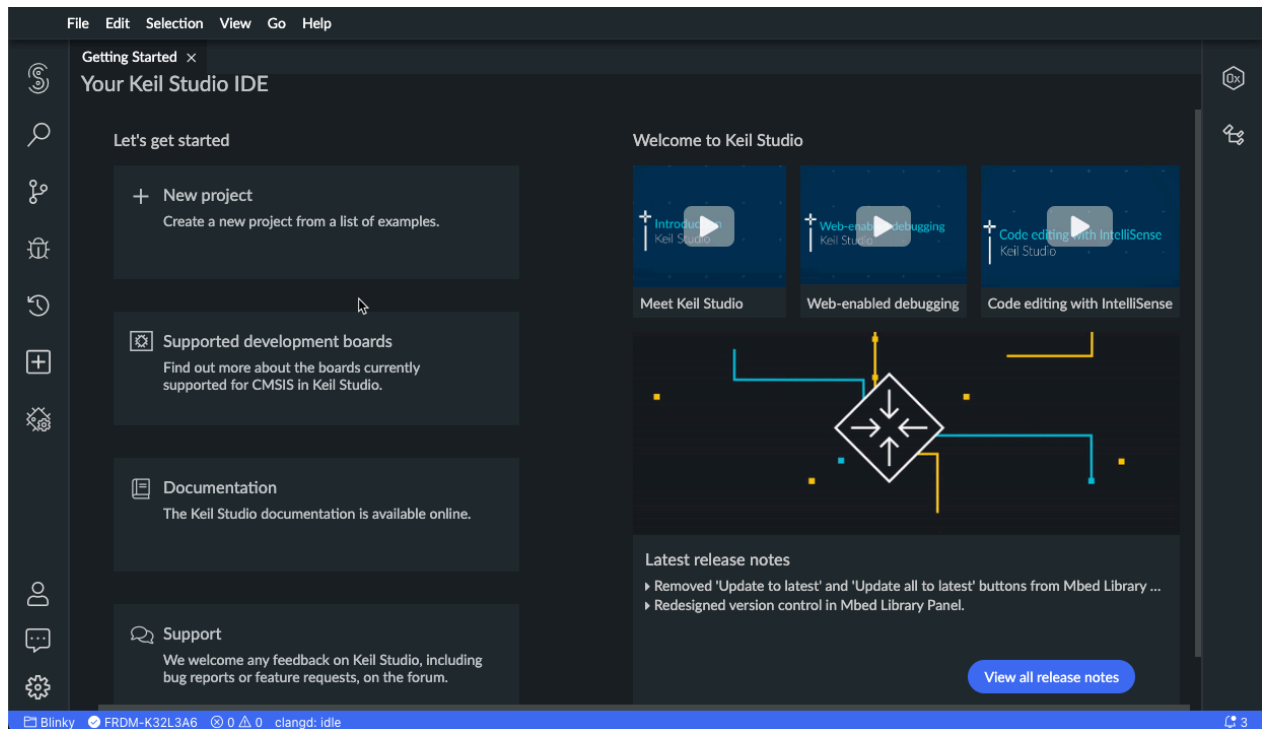 File Edit Selection View Go Help
Getting Started
Your Keil Studio IDE
Let's get started
New project
Create a new project from a list of examples.
Supported development boards
Find out more about the boards currently
supported for CMSIS in Keil Studio.
Documentation
The Keil Studio documentation is available online.
Support
We welcome any feedback on Keil Studio, including
bug reports or feature requests, on the forum.
Welcome to Keil Studio
Keil Studio
Meet Keil Studio
Keil Studio
Web-enabled debugging
Code editing with IntelliSense
Keil Studio
Code editing with IntelliSense
Latest release notes
Removed 'Update to latest' and 'Update all to latest' buttons from Mbed Library ...
Redesigned version control in Mbed Library Panel.
View all release notes
0x
Blinky FRDM-K32L3A6 0 0 clangd: idle 3